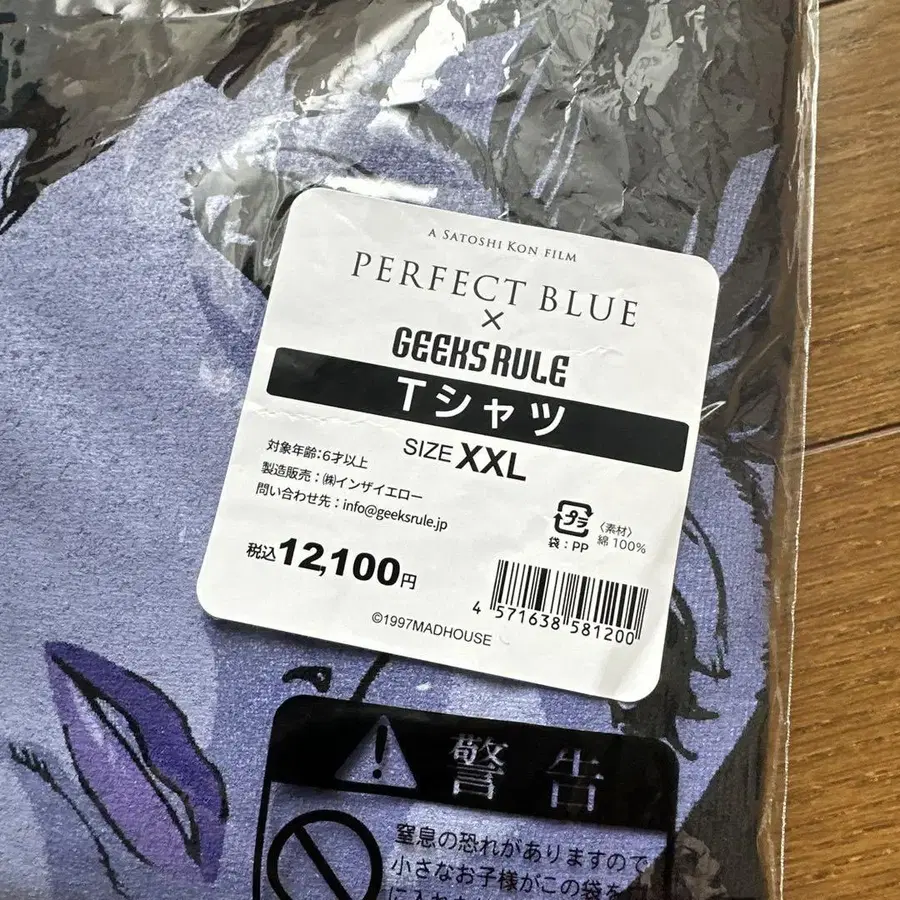 A SATOSHI KON FILM
PERFECT BLUE
×
GEEKS RULE
Tシャツ
SIZE XXL
対象年齢:6才以上
製造販売:㈱インザイエロー
問い合わせ先:info@geeksrule.jp
プラ
袋:PP
〈素材〉
綿100%
税込12,100円
4 571638 581200
©1997MADHOUSE
警告
窒息の恐れがありますので
小さなお子様がこの袋を